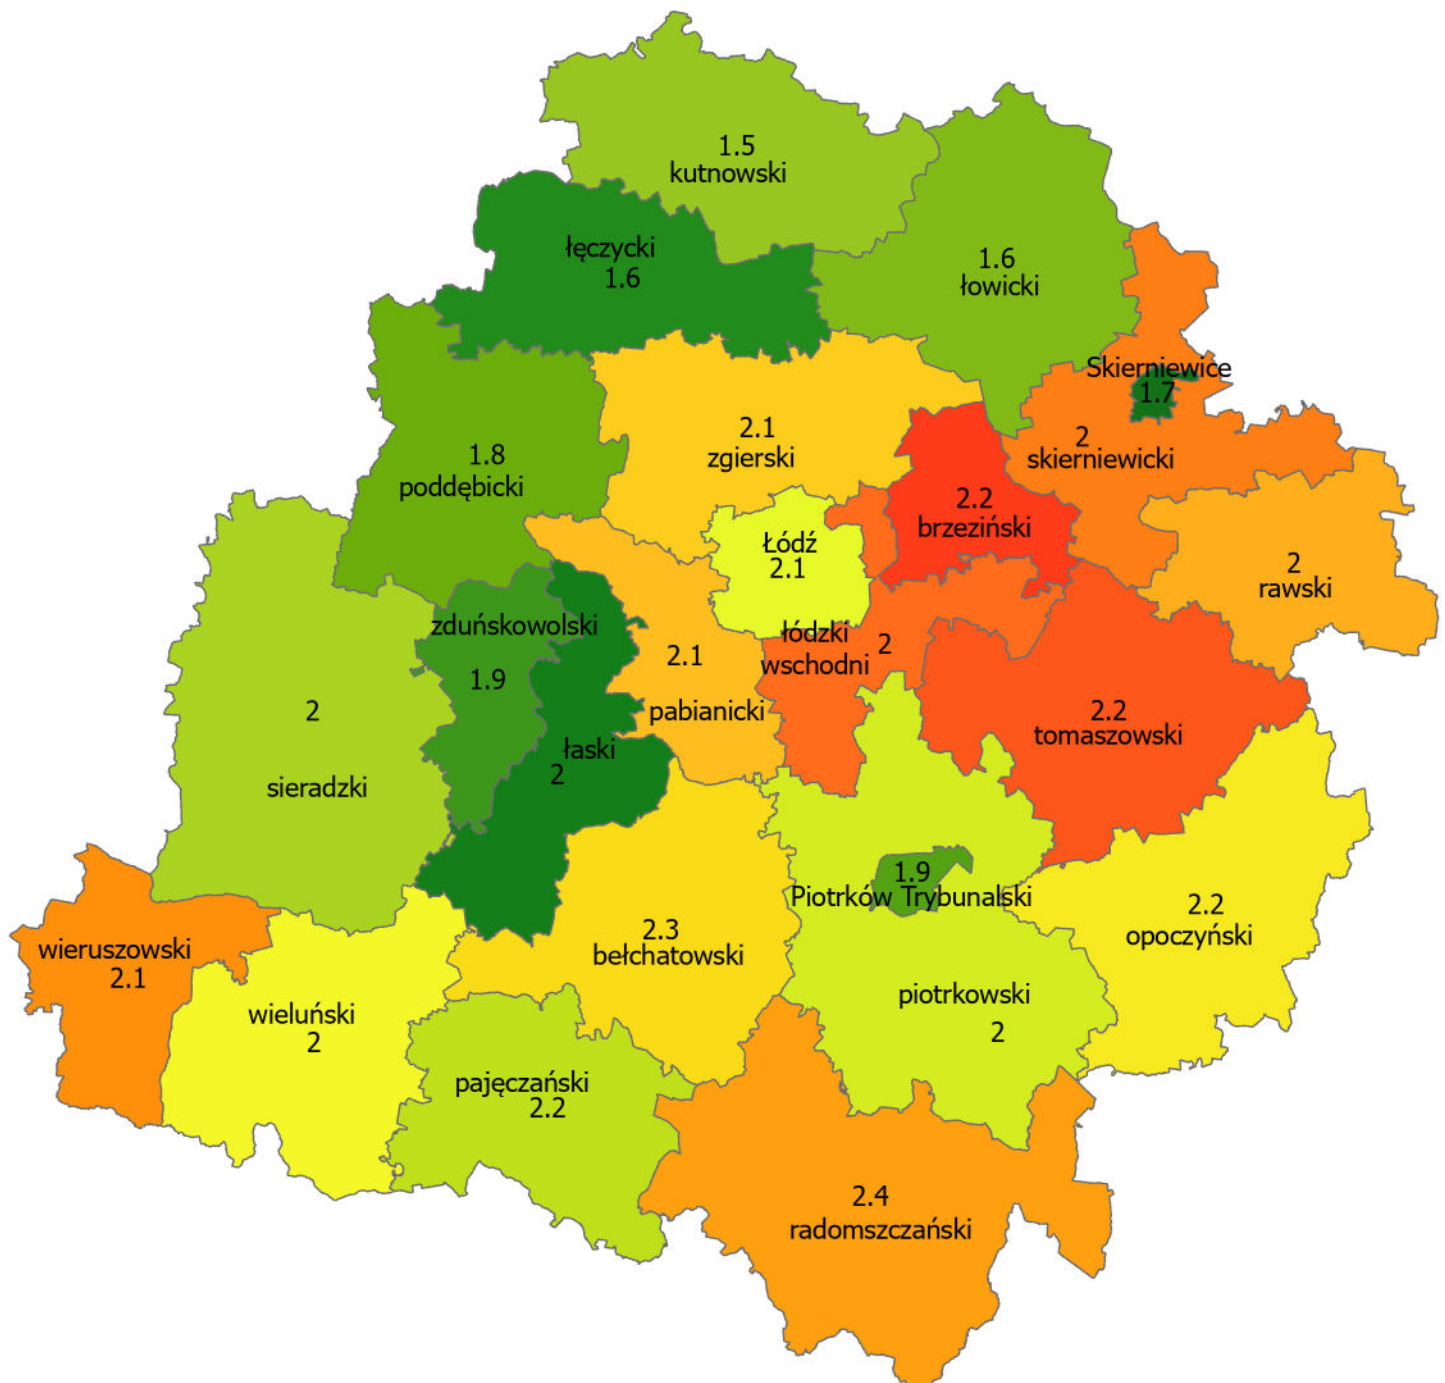 1.5
kutnowski
łęczycki
1.6
1.6
łowicki
Skierniewice
1.7
2
skierniewicki
1.8
poddębicki
2.1
zgierski
2.2
brzeziński
Łódź
2.1
2
rawski
zduńskowolski
1.9
2.1
pabianicki
łódzki
wschodni
2
2
sieradzki
łaski
2
2.2
tomaszowski
1.9
Piotrków Trybunalski
2.2
opoczyński
wieruszowski
2.1
2.3
bełchatowski
piotrkowski
2
wieluński
2
pajęczański
2.2
2.4
radomszczański